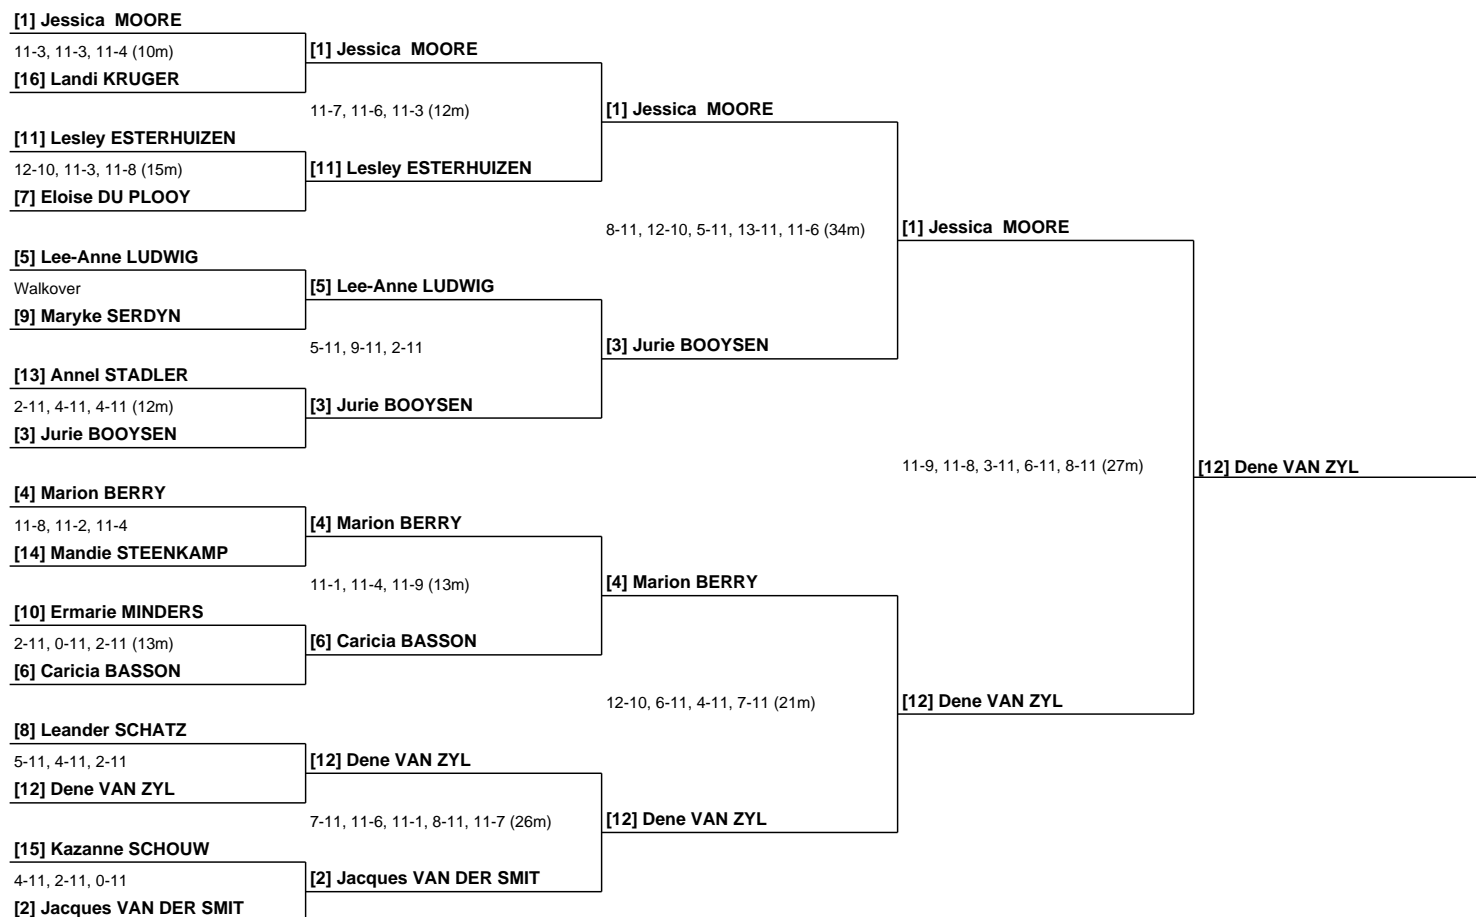 [1] Jessica MOORE
11-3, 11-3, 11-4 (10m)
[16] Landi KRUGER
[11] Lesley ESTERHUIZEN
12-10, 11-3, 11-8 (15m)
[7] Eloise DU PLOOY
[5] Lee-Anne LUDWIG
Walkover
[9] Maryke SERDYN
[13] Annel STADLER
2-11, 4-11, 4-11 (12m)
[3] Jurie BOOYSEN
[4] Marion BERRY
11-8, 11-2, 11-4
[14] Mandie STEENKAMP
[10] Ermarie MINDERS
2-11, 0-11, 2-11 (13m)
[6] Caricia BASSON
[8] Leander SCHATZ
5-11, 4-11, 2-11
[12] Dene VAN ZYL
[15] Kazanne SCHOUW
4-11, 2-11, 0-11
[2] Jacques VAN DER SMIT
[1] Jessica MOORE
11-7, 11-6, 11-3 (12m)
[11] Lesley ESTERHUIZEN
[5] Lee-Anne LUDWIG
5-11, 9-11, 2-11
[3] Jurie BOOYSEN
[4] Marion BERRY
11-1, 11-4, 11-9 (13m)
[6] Caricia BASSON
[12] Dene VAN ZYL
7-11, 11-6, 11-1, 8-11, 11-7 (26m)
[2] Jacques VAN DER SMIT
[1] Jessica MOORE
8-11, 12-10, 5-11, 13-11, 11-6 (34m)
[3] Jurie BOOYSEN
[4] Marion BERRY
12-10, 6-11, 4-11, 7-11 (21m)
[12] Dene VAN ZYL
[1] Jessica MOORE
11-9, 11-8, 3-11, 6-11, 8-11 (27m)
[12] Dene VAN ZYL
[12] Dene VAN ZYL